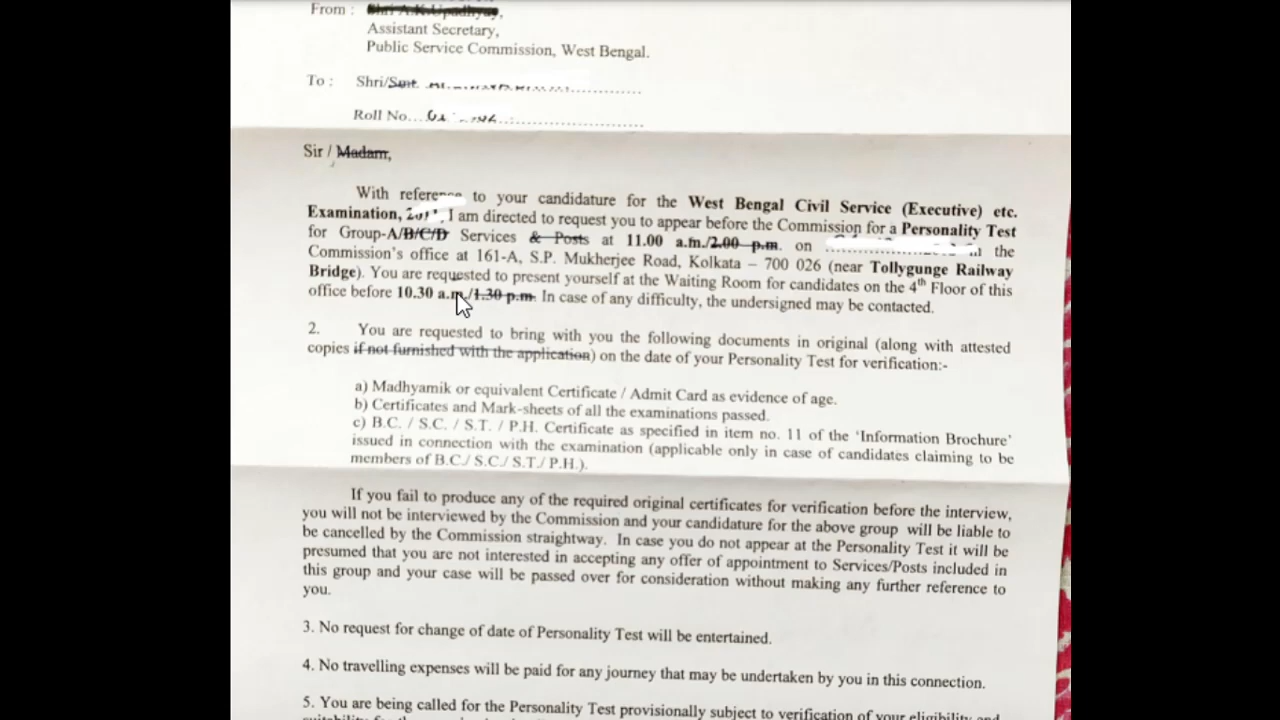 From : Shri A.K.Upadhyay,
Assistant Secretary,
Public Service Commission, West Bengal.
To : Shri/Smt.
Roll No...
Sir / Madam,
With reference to your candidature for the West Bengal Civil Service (Executive) etc.
Examination, I am directed to request you to appear before the Commission for a Personality Test
for Group-A/B/C/D Services & Posts at 11.00 a.m./2.00 p.m. on the
Commission's office at 161-A, S.P. Mukherjee Road, Kolkata – 700 026 (near Tollygunge Railway
Bridge). You are requested to present yourself at the Waiting Room for candidates on the 4th Floor of this
office before 10.30 a.m./1.30 p.m. In case of any difficulty, the undersigned may be contacted.
2. You are requested to bring with you the following documents in original (along with attested
copies if not furnished with the application) on the date of your Personality Test for verification:-
a) Madhyamik or equivalent Certificate / Admit Card as evidence of age.
b) Certificates and Mark-sheets of all the examinations passed.
c) B.C. / S.C. / S.T. / P.H. Certificate as specified in item no. 11 of the 'Information Brochure'
issued in connection with the examination (applicable only in case of candidates claiming to be
members of B.C./ S.C./ S.T./ P.H.).
If you fail to produce any of the required original certificates for verification before the interview,
you will not be interviewed by the Commission and your candidature for the above group will be liable to
be cancelled by the Commission straightway. In case you do not appear at the Personality Test it will be
presumed that you are not interested in accepting any offer of appointment to Services/Posts included in
this group and your case will be passed over for consideration without making any further reference to
you.
3. No request for change of date of Personality Test will be entertained.
4. No travelling expenses will be paid for any journey that may be undertaken by you in this connection.
5. You are being called for the Personality Test provisionally subject to verification of your eligibility and